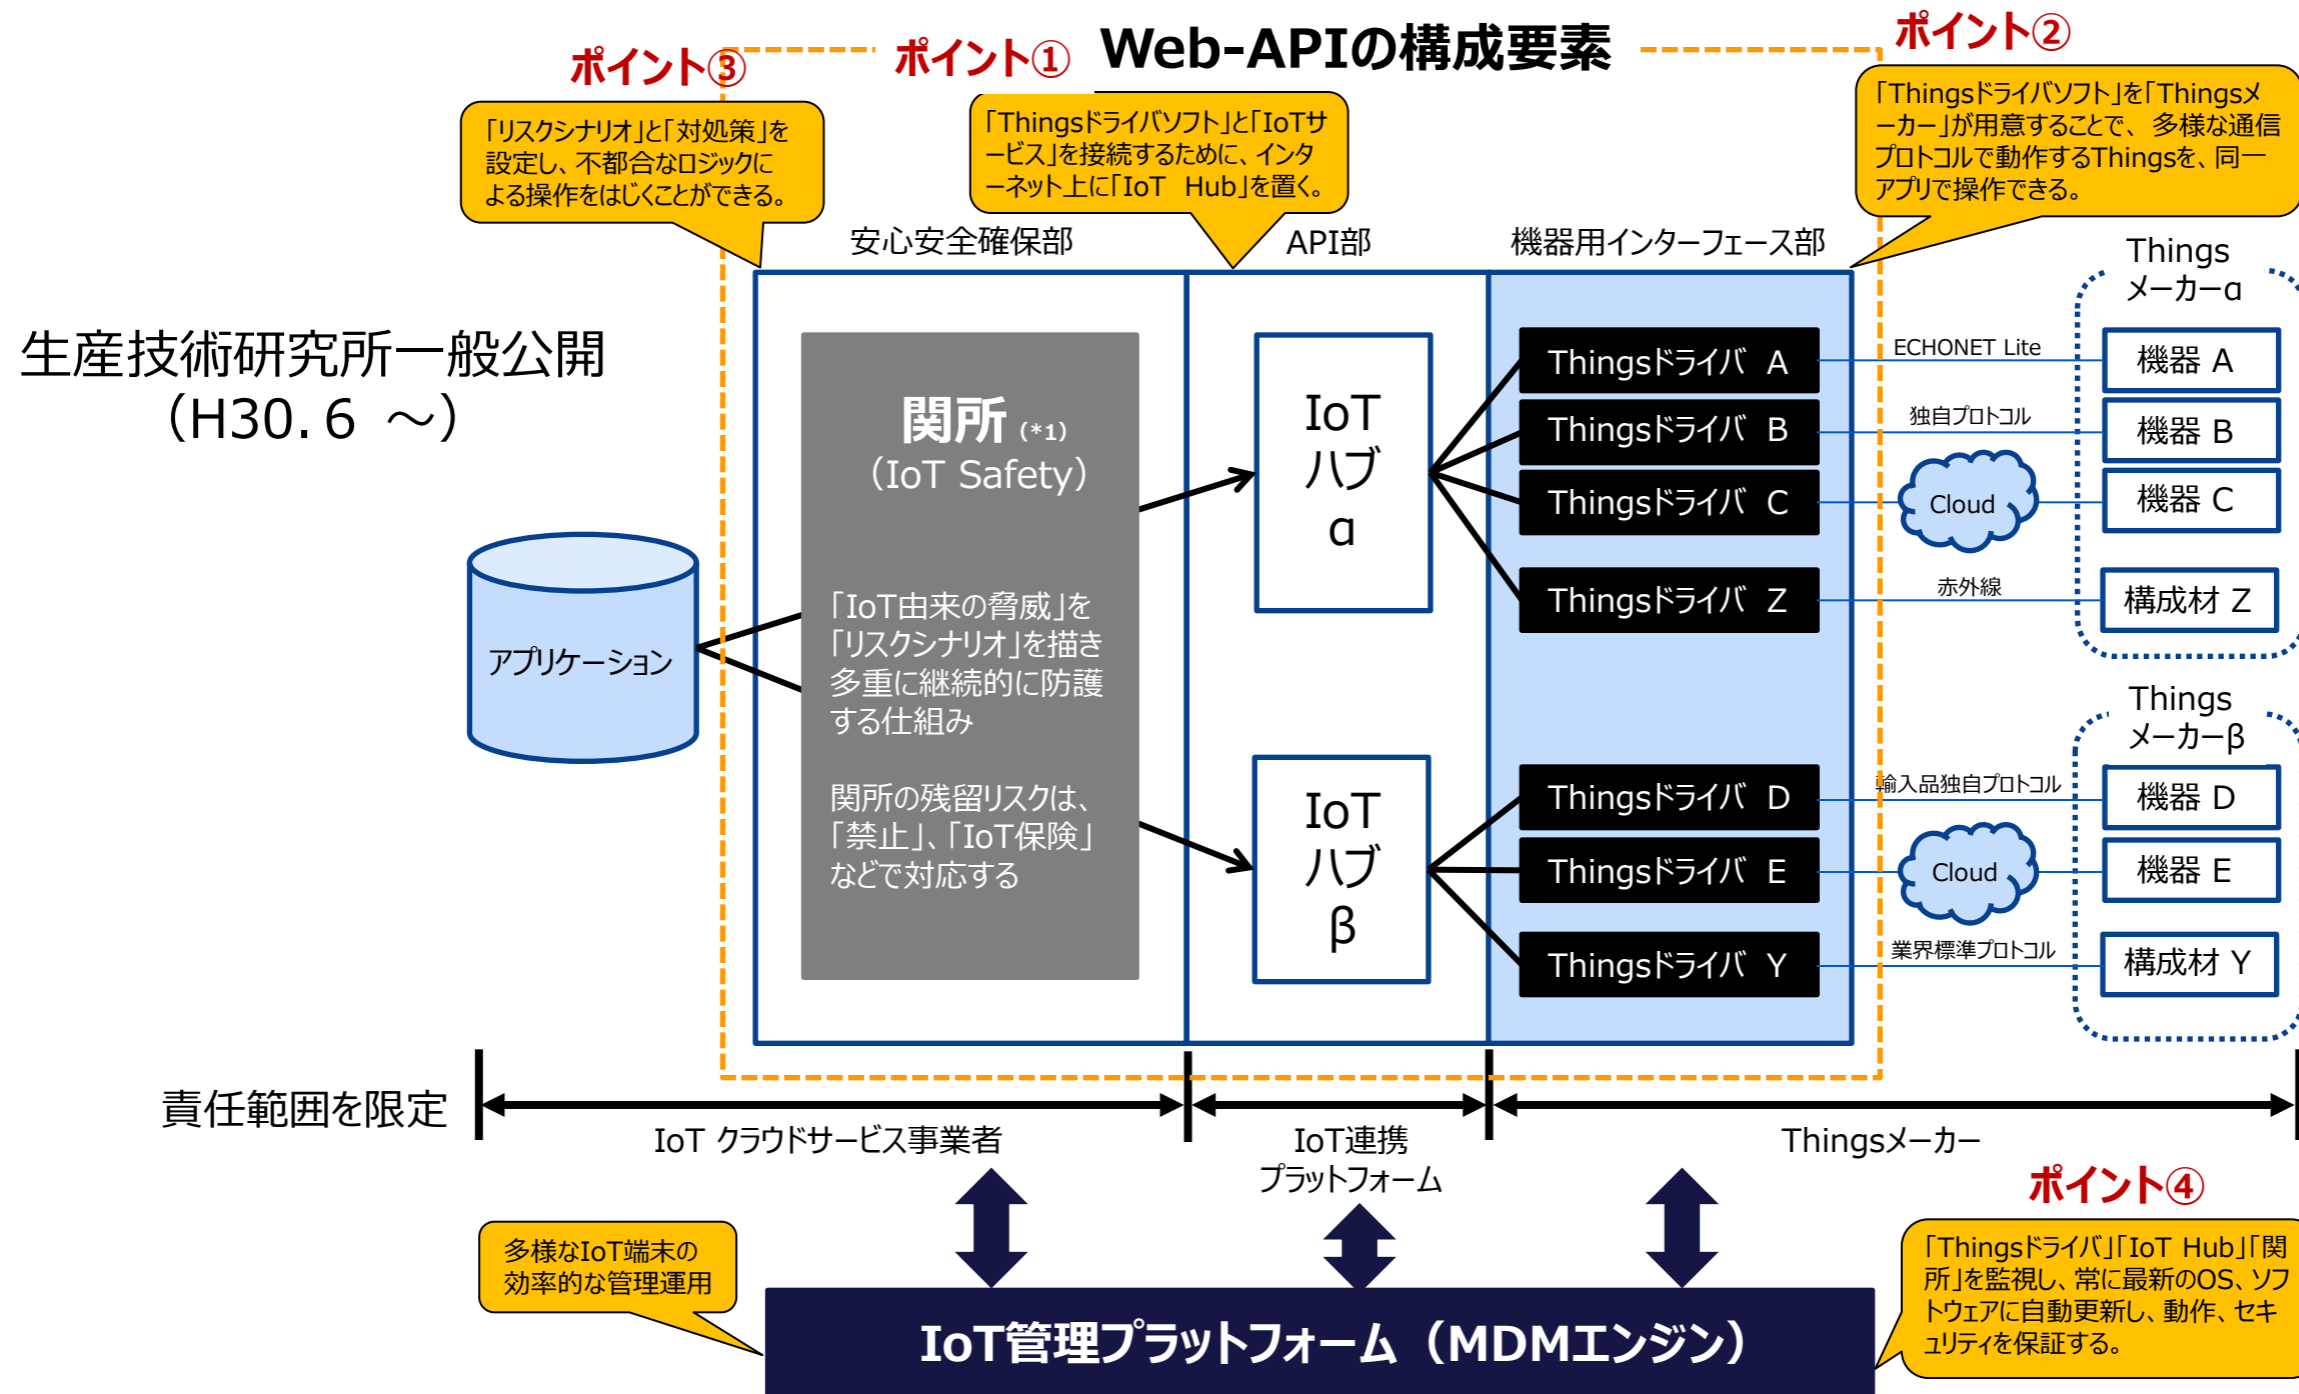 Web-APIの構成要素
ポイント③
ポイント①
ポイント②
「リスクシナリオ」と「対処策」を
設定し、不都合なロジックに
よる操作をはじくことができる。
「Thingsドライバソフト」と「IoTサ
ービス」を接続するために、インタ
ーネット上に「IoT Hub」を置く。
「Thingsドライバソフト」を「Thingsメ
ーカー」が用意することで、多様な通信
プロトコルで動作するThingsを、同一
アプリで操作できる。
安心安全確保部
API部
機器用インターフェース部
生産技術研究所一般公開
（H30.6 ～）
アプリケーション
関所 (*1)
（IoT Safety）
「IoT由来の脅威」を
「リスクシナリオ」を描き
多重に継続的に防護
する仕組み
関所の残留リスクは、
「禁止」、「IoT保険」
などで対応する
IoT
ハブ
α
IoT
ハブ
β
Thingsドライバ A
Thingsドライバ B
Thingsドライバ C
Thingsドライバ Z
Thingsドライバ D
Thingsドライバ E
Thingsドライバ Y
ECHONET Lite
独自プロトコル
Cloud
赤外線
輸入品独自プロトコル
Cloud
業界標準プロトコル
Things
メーカーα
機器 A
機器 B
機器 C
構成材 Z
Things
メーカーβ
機器 D
機器 E
構成材 Y
責任範囲を限定
IoT クラウドサービス事業者
IoT連携
プラットフォーム
Thingsメーカー
ポイント④
多様なIoT端末の
効率的な管理運用
IoT管理プラットフォーム（MDMエンジン）
「Thingsドライバ」「IoT Hub」「関
所」を監視し、常に最新のOS、ソフ
トウェアに自動更新し、動作、セキ
ュリティを保証する。